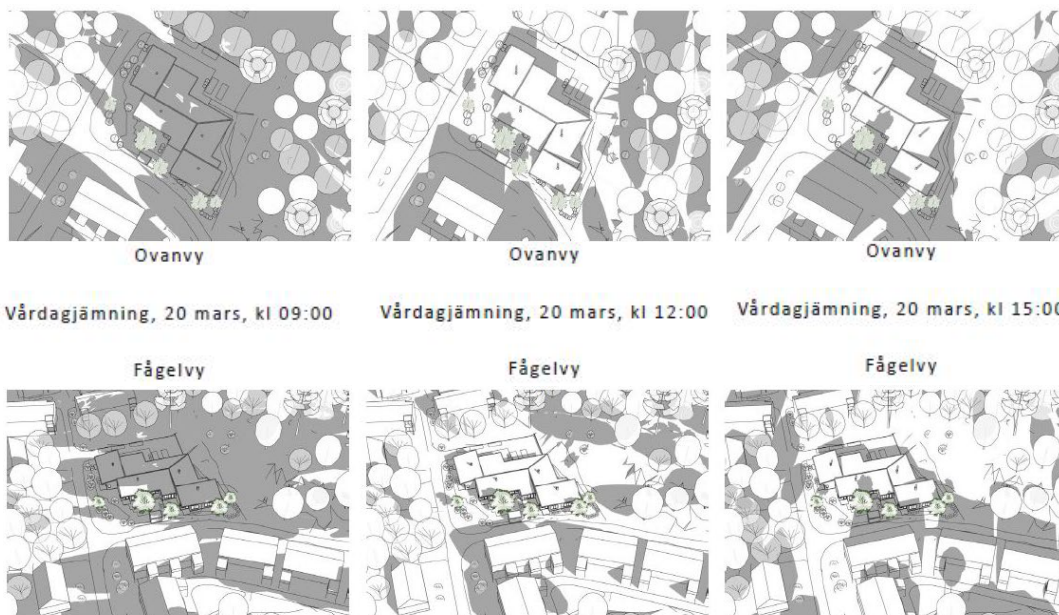 Ovanvy Ovanvy Ovanvy
Vårdagjämning, 20 mars, kl 09:00 Vårdagjämning, 20 mars, kl 12:00 Vårdagjämning, 20 mars, kl 15:00
Fågelvy Fågelvy Fågelvy